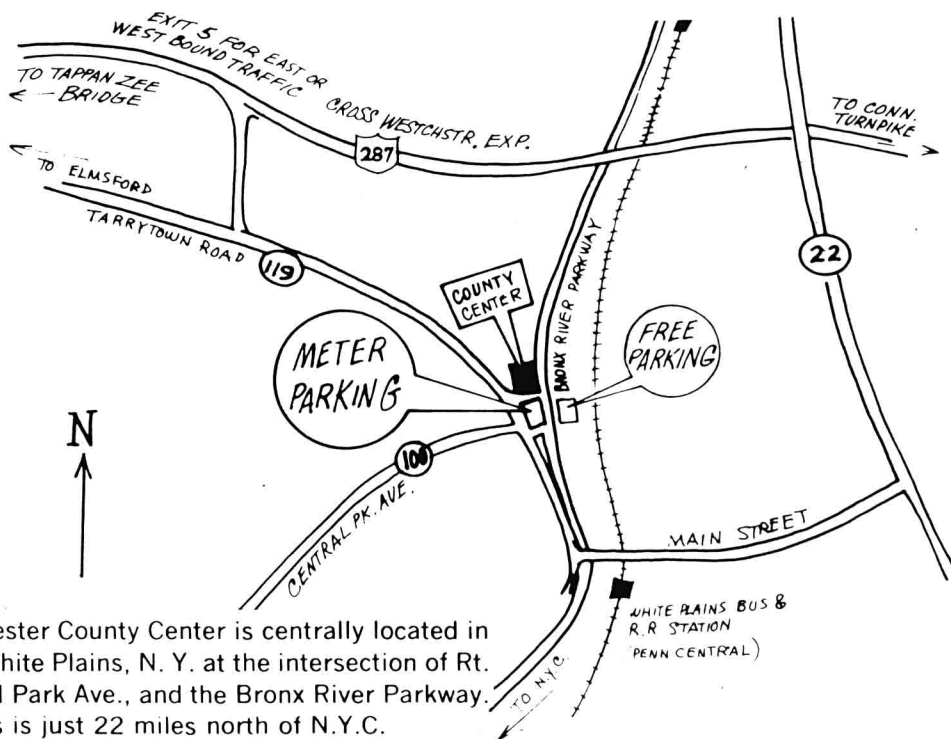 EXIT 5 FOR EAST OR
WEST BOUND TRAFFIC
TO TAPPAN ZEE
BRIDGE
CROSS WESTCHSTR. EXP.
287
TO CONN.
TURNPIKE
TO ELMSFORD
TARRYTOWN ROAD
119
22
COUNTY
CENTER
BRONX RIVER PARKWAY
METER
PARKING
FREE
PARKING
N
100
CENTRAL PK. AVE.
MAIN STREET
WHITE PLAINS BUS &
R.R STATION
PENN CENTRAL)
TO N.Y.C.
ester County Center is centrally located in
hite Plains, N. Y. at the intersection of Rt.
l Park Ave., and the Bronx River Parkway.
s is just 22 miles north of N.Y.C.